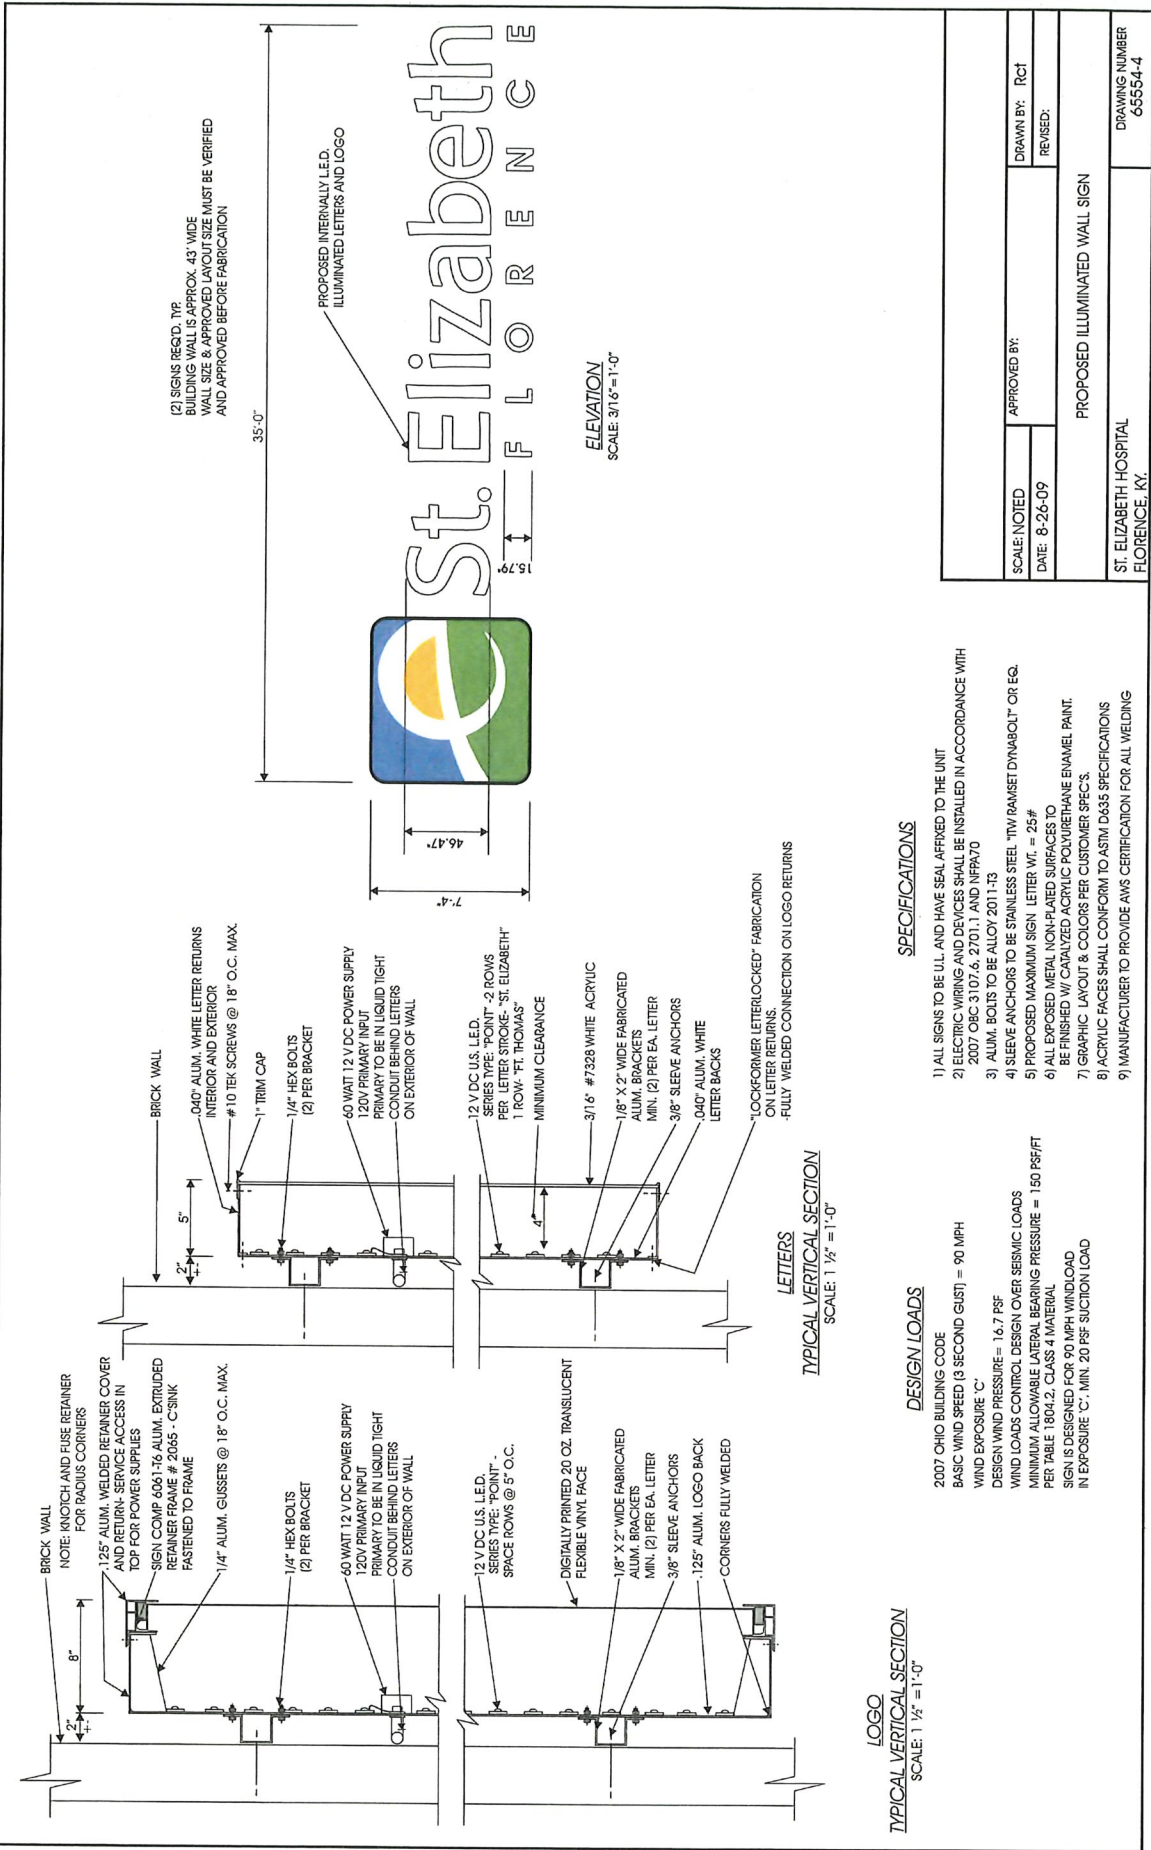 BRICK WALL
NOTE: KNOTCH AND FUSE RETAINER
FOR RADIUS CORNERS
.125" ALUM. WELDED RETAINER COVER
AND RETURN- SERVICE ACCESS IN
TOP FOR POWER SUPPLIES
SIGN COMP 6061-T6 ALUM. EXTRUDED
RETAINER FRAME # 2065 - C'SINK
FASTENED TO FRAME
1/4" ALUM. GUSSETS @ 18" O.C. MAX.
1/4" HEX BOLTS
(2) PER BRACKET
60 WATT 12 V DC POWER SUPPLY
120V PRIMARY INPUT
PRIMARY TO BE IN LIQUID TIGHT
CONDUIT BEHIND LETTERS
ON EXTERIOR OF WALL
12 V DC U.S. L.E.D.
SERIES TYPE: "POINT" -
SPACE ROWS @ 5" O.C.
DIGITALLY PRINTED 20 OZ. TRANSLUCENT
FLEXIBLE VINYL FACE
1/8" X 2" WIDE FABRICATED
ALUM. BRACKETS
MIN. (2) PER EA. LETTER
3/8" SLEEVE ANCHORS
.125" ALUM. LOGO BACK
CORNERS FULLY WELDED
2"
+-
8"
LOGO
TYPICAL VERTICAL SECTION
SCALE: 1 ½" =1'-0"
BRICK WALL
.040" ALUM. WHITE LETTER RETURNS
INTERIOR AND EXTERIOR
#10 TEK SCREWS @ 18" O.C. MAX.
1" TRIM CAP
1/4" HEX BOLTS
(2) PER BRACKET
60 WATT 12 V DC POWER SUPPLY
120V PRIMARY INPUT
PRIMARY TO BE IN LIQUID TIGHT
CONDUIT BEHIND LETTERS
ON EXTERIOR OF WALL
12 V DC U.S. L.E.D.
SERIES TYPE: "POINT" -2 ROWS
PER LETTER STROKE- "ST. ELIZABETH"
1 ROW- "FT. THOMAS"
MINIMUM CLEARANCE
3/16" #7328 WHITE ACRYLIC
1/8" X 2" WIDE FABRICATED
ALUM. BRACKETS
MIN. (2) PER EA. LETTER
3/8" SLEEVE ANCHORS
.040" ALUM. WHITE
LETTER BACKS
"LOCKFORMER LETTERLOCKED" FABRICATION
ON LETTER RETURNS.
-FULLY WELDED CONNECTION ON LOGO RETURNS
2"
+-
5"
4"
LETTERS
TYPICAL VERTICAL SECTION
SCALE: 1 ½" =1'-0"
(2) SIGNS REQ'D. TYP.
BUILDING WALL IS APPROX. 43' WIDE
WALL SIZE & APPROVED LAYOUT SIZE MUST BE VERIFIED
AND APPROVED BEFORE FABRICATION
35'-0"
PROPOSED INTERNALLY L.E.D.
ILLUMINATED LETTERS AND LOGO
7'-4"
46.47"
St. Elizabeth
15.79"
FLORENCE
ELEVATION
SCALE: 3/16"=1'-0"
DESIGN LOADS
2007 OHIO BUILDING CODE
BASIC WIND SPEED (3 SECOND GUST) = 90 MPH
WIND EXPOSURE 'C'
DESIGN WIND PRESSURE= 16.7 PSF
WIND LOADS CONTROL DESIGN OVER SEISMIC LOADS
MINIMUM ALLOWABLE LATERAL BEARING PRESSURE = 150 PSF/FT
PER TABLE 1804.2, CLASS 4 MATERIAL
SIGN IS DESIGNED FOR 90 MPH WINDLOAD
IN EXPOSURE 'C'. MIN. 20 PSF SUCTION LOAD
SPECIFICATIONS
1) ALL SIGNS TO BE U.L. AND HAVE SEAL AFFIXED TO THE UNIT
2) ELECTRIC WIRING AND DEVICES SHALL BE INSTALLED IN ACCORDANCE WITH
2007 OBC 3107.6, 2701.1 AND NFPA70
3) ALUM. BOLTS TO BE ALLOY 2011-T3
4) SLEEVE ANCHORS TO BE STAINLESS STEEL "ITW RAMSET DYNABOLT" OR EQ.
5) PROPOSED MAXIMUM SIGN LETTER WT. = 25#
6) ALL EXPOSED METAL NON-PLATED SURFACES TO
BE FINISHED W/ CATALYZED ACRYLIC POLYURETHANE ENAMEL PAINT.
7) GRAPHIC LAYOUT & COLORS PER CUSTOMER SPEC'S.
8) ACRYLIC FACES SHALL CONFORM TO ASTM D635 SPECIFICATIONS
9) MANUFACTURER TO PROVIDE AWS CERTIFICATION FOR ALL WELDING
SCALE: NOTED
APPROVED BY:
DRAWN BY: Rct
DATE: 8-26-09
REVISED:
PROPOSED ILLUMINATED WALL SIGN
ST. ELIZABETH HOSPITAL
FLORENCE, KY.
DRAWING NUMBER
65554-4